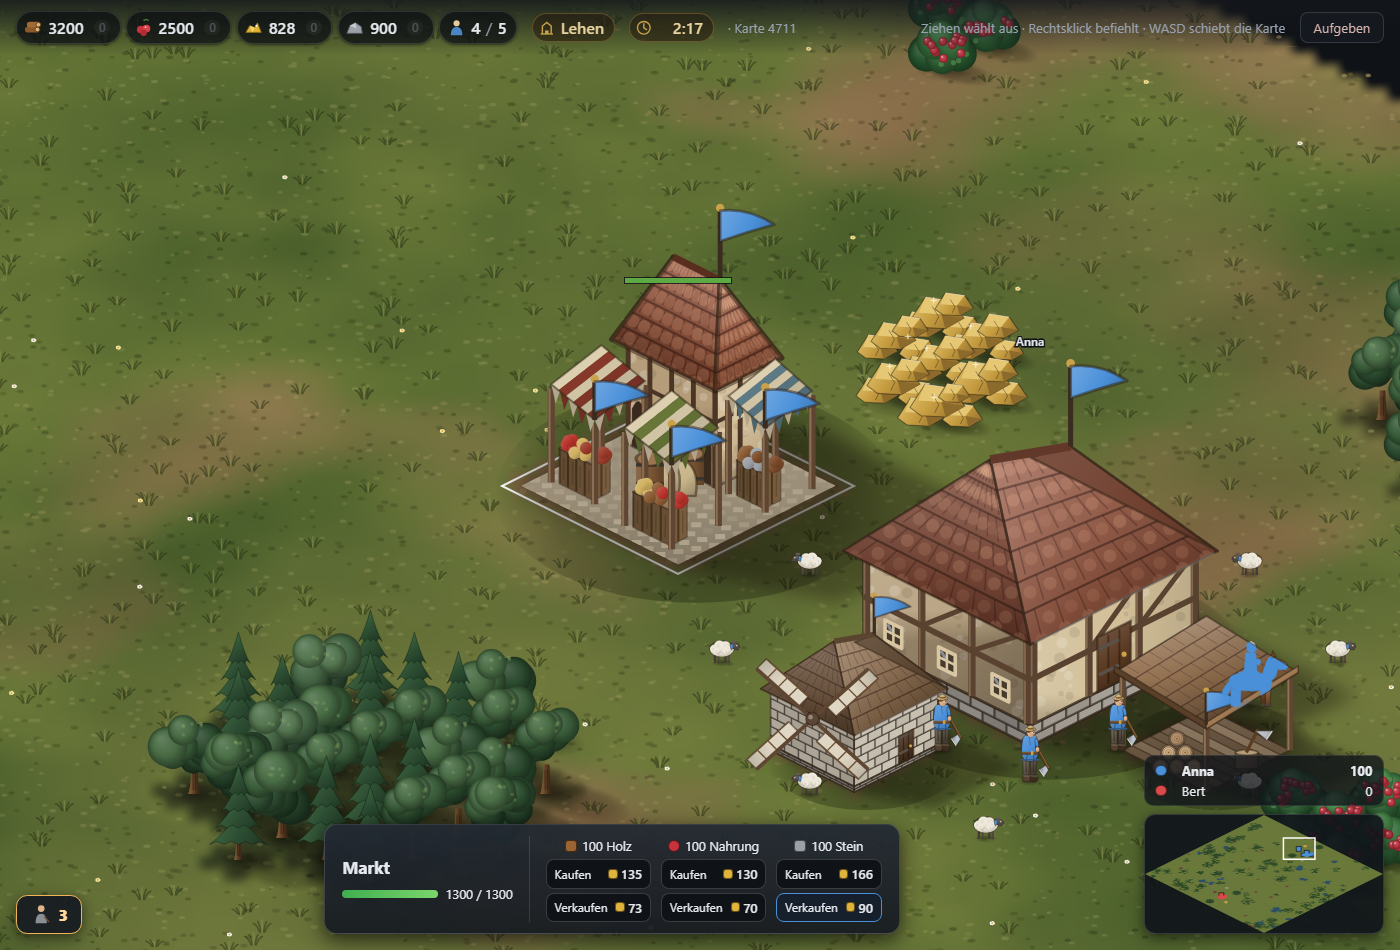 3200 0 2500 0 828 0 900 0 4 / 5 Lehen 2:17 · Karte 4711 Ziehen wählt aus · Rechtsklick befiehlt · WASD schiebt die Karte Aufgeben
Anna
Anna 100
Bert 0
Markt
1300 / 1300
100 Holz 100 Nahrung 100 Stein
Kaufen 135 Kaufen 130 Kaufen 166
Verkaufen 73 Verkaufen 70 Verkaufen 90
3